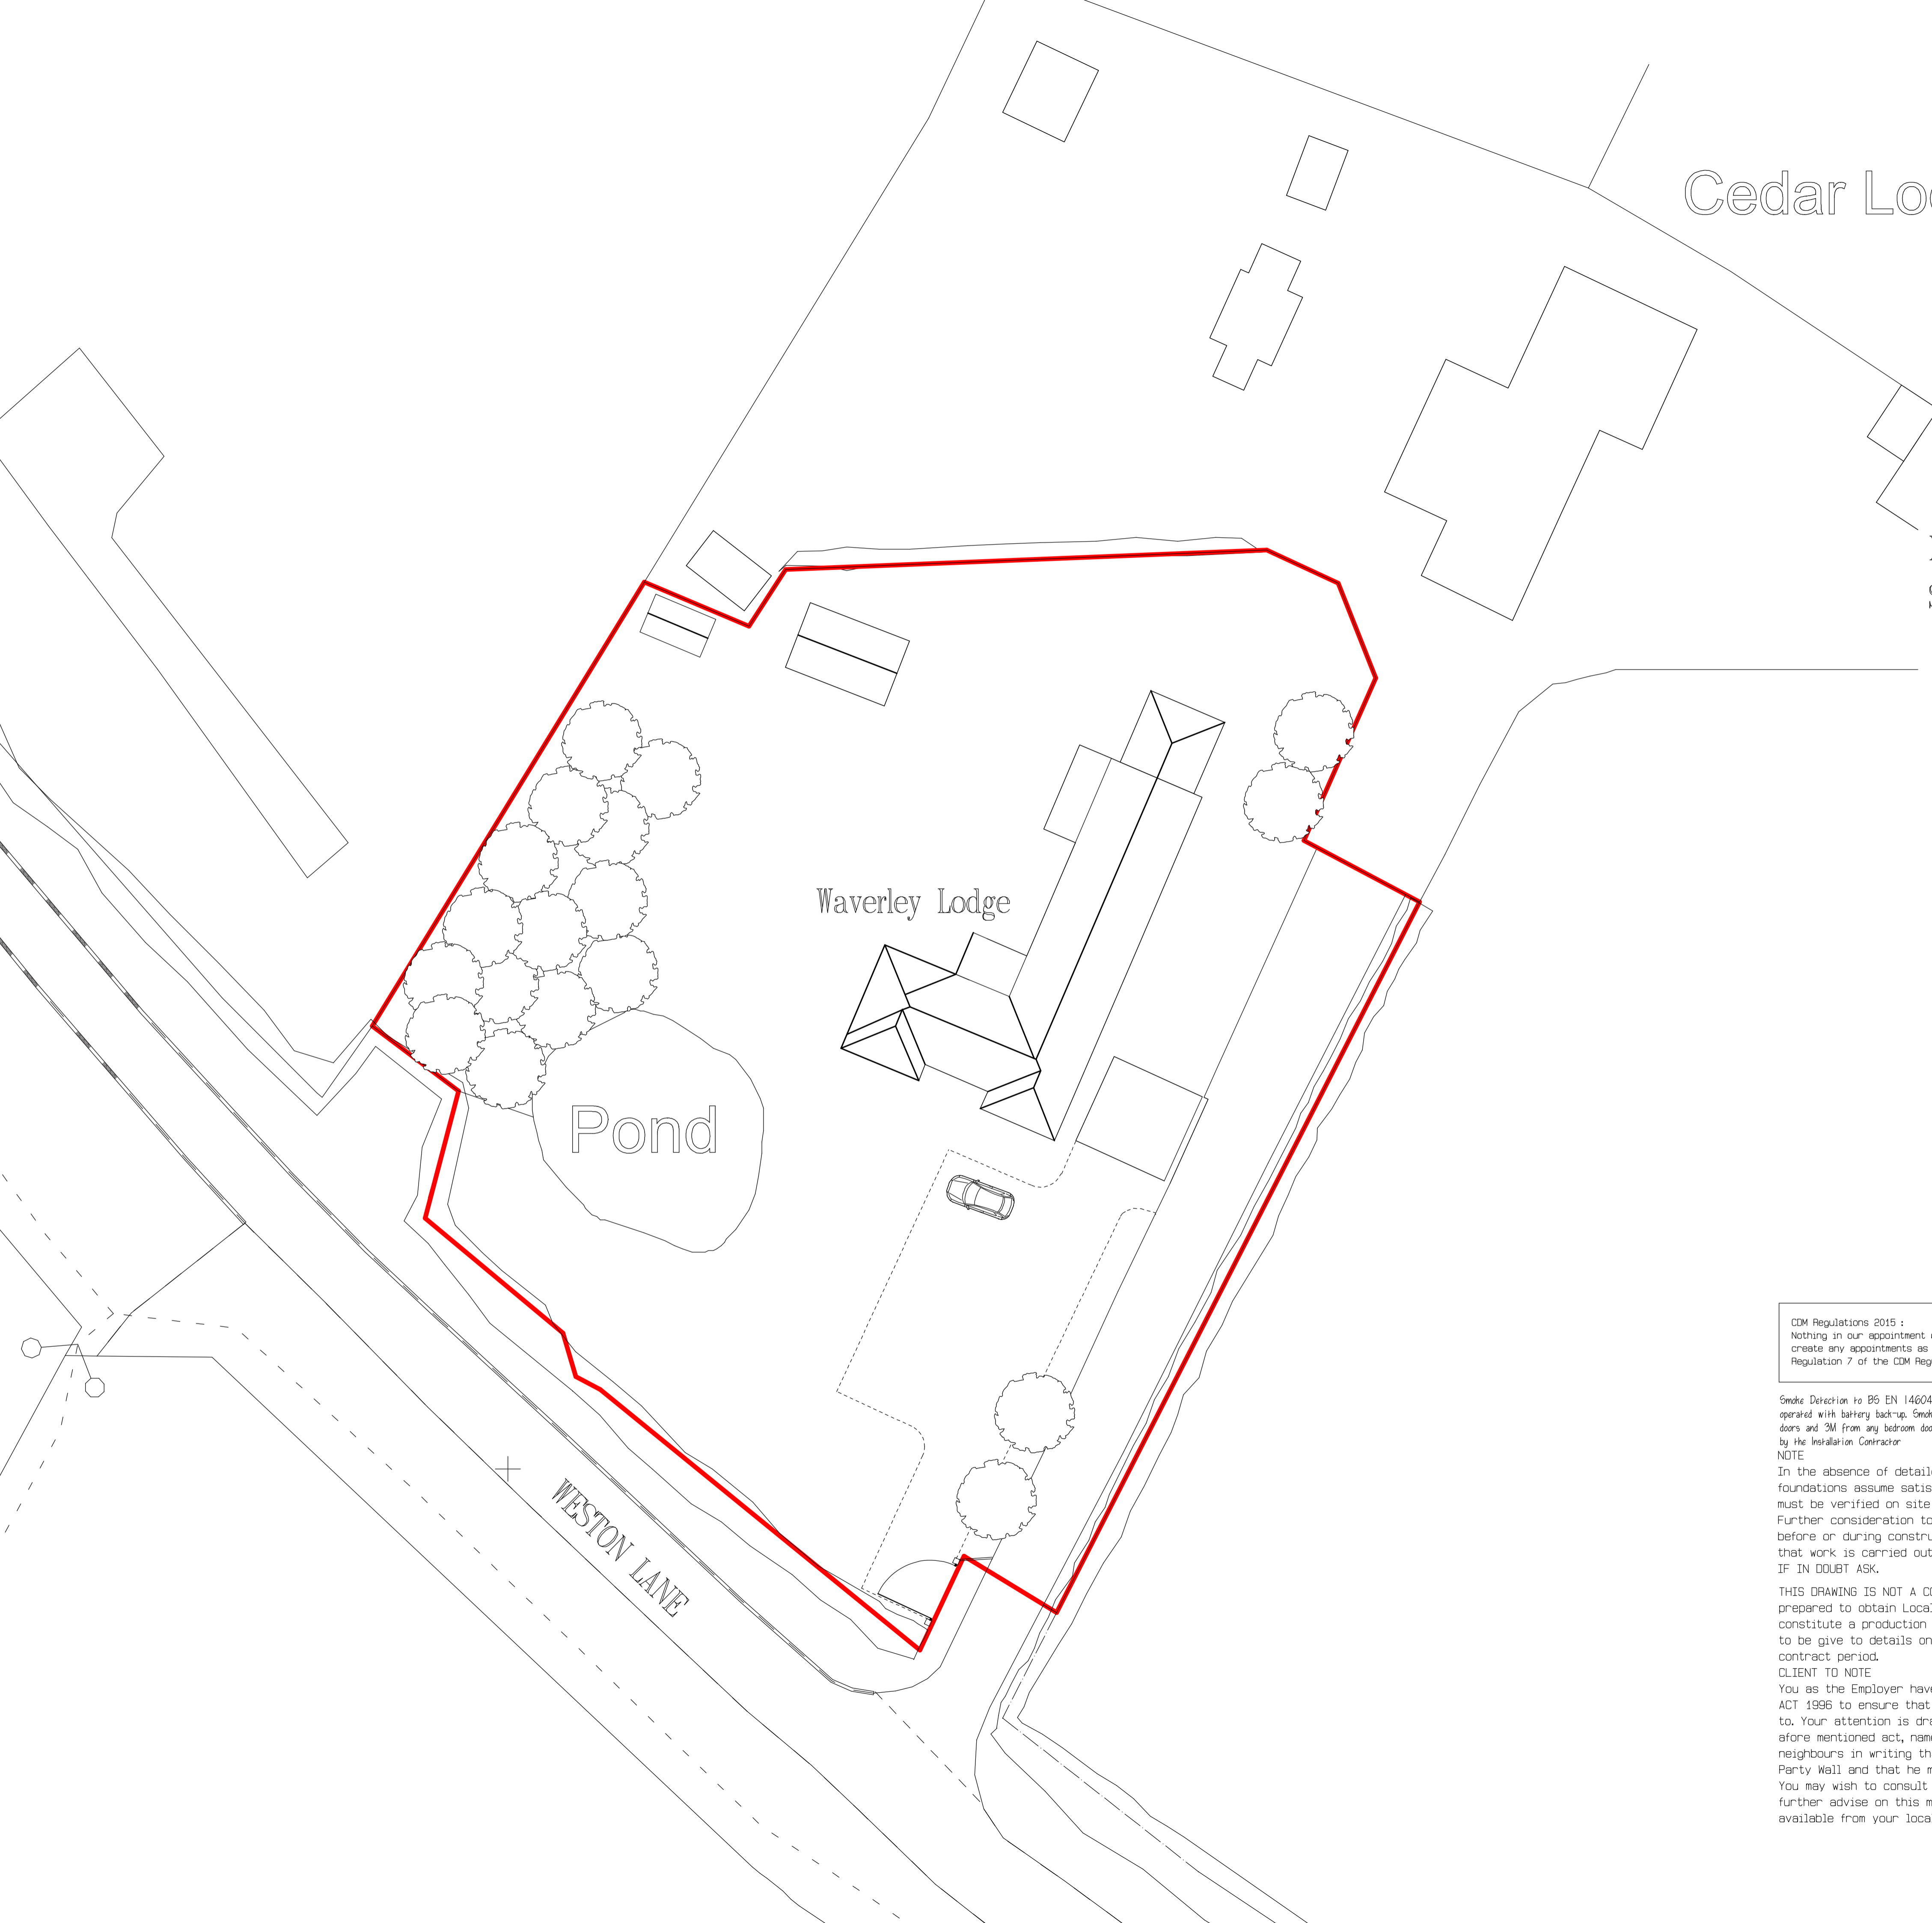 Cedar
Waverley Lodge
Pond
WESTON LANE
CDM Regulations 2015 :
Nothing in our appointment
create any appointments as
Regulation 7 of the CDM Reg
Smoke Detection to BS EN 14604
operated with battery back-up. Smok
doors and 3M from any bedroom doo
by the Installation Contractor
NOTE
In the absence of detail
foundations assume satis
must be verified on site
Further consideration to
before or during constru
that work is carried out
IF IN DOUBT ASK.
THIS DRAWING IS NOT A CO
prepared to obtain Local
constitute a production
to be give to details on
contract period.
CLIENT TO NOTE
You as the Employer have
ACT 1996 to ensure that
to. Your attention is dra
afore mentioned act, name
neighbours in writing th
Party Wall and that he m
You may wish to consult
further advise on this m
available from your loca